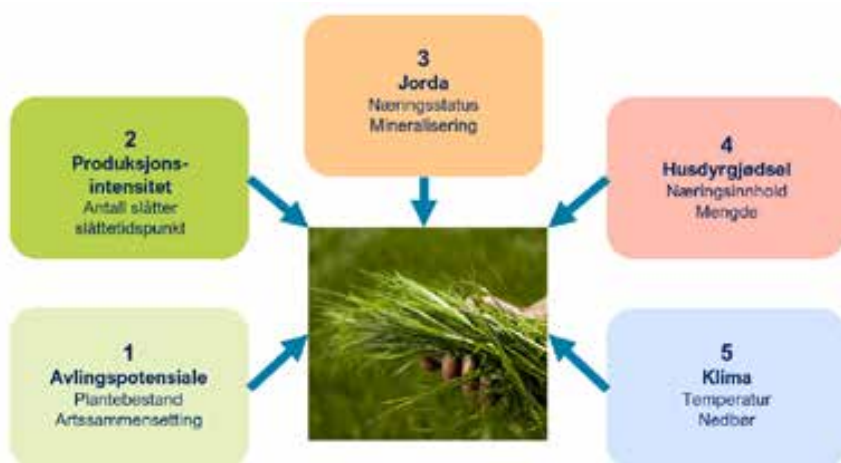 1
Avlingspotensiale
Plantebestand
Artssammensetting
2
Produksjons-
intensitet
Antall slåtter
slåttetidspunkt
3
Jorda
Næringsstatus
Mineralisering
4
Husdyrgjødsel
Næringsinnhold
Mengde
5
Klima
Temperatur
Nedbør